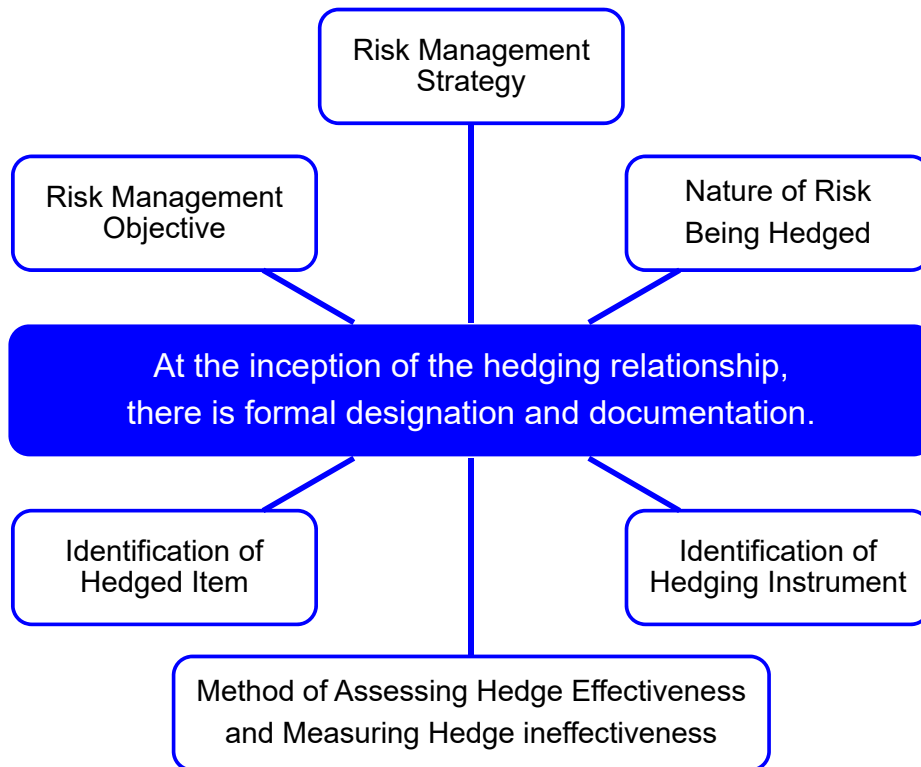 Risk Management
Strategy
Risk Management
Objective
Nature of Risk
Being Hedged
At the inception of the hedging relationship,
there is formal designation and documentation.
Identification of
Hedged Item
Identification of
Hedging Instrument
Method of Assessing Hedge Effectiveness
and Measuring Hedge ineffectiveness